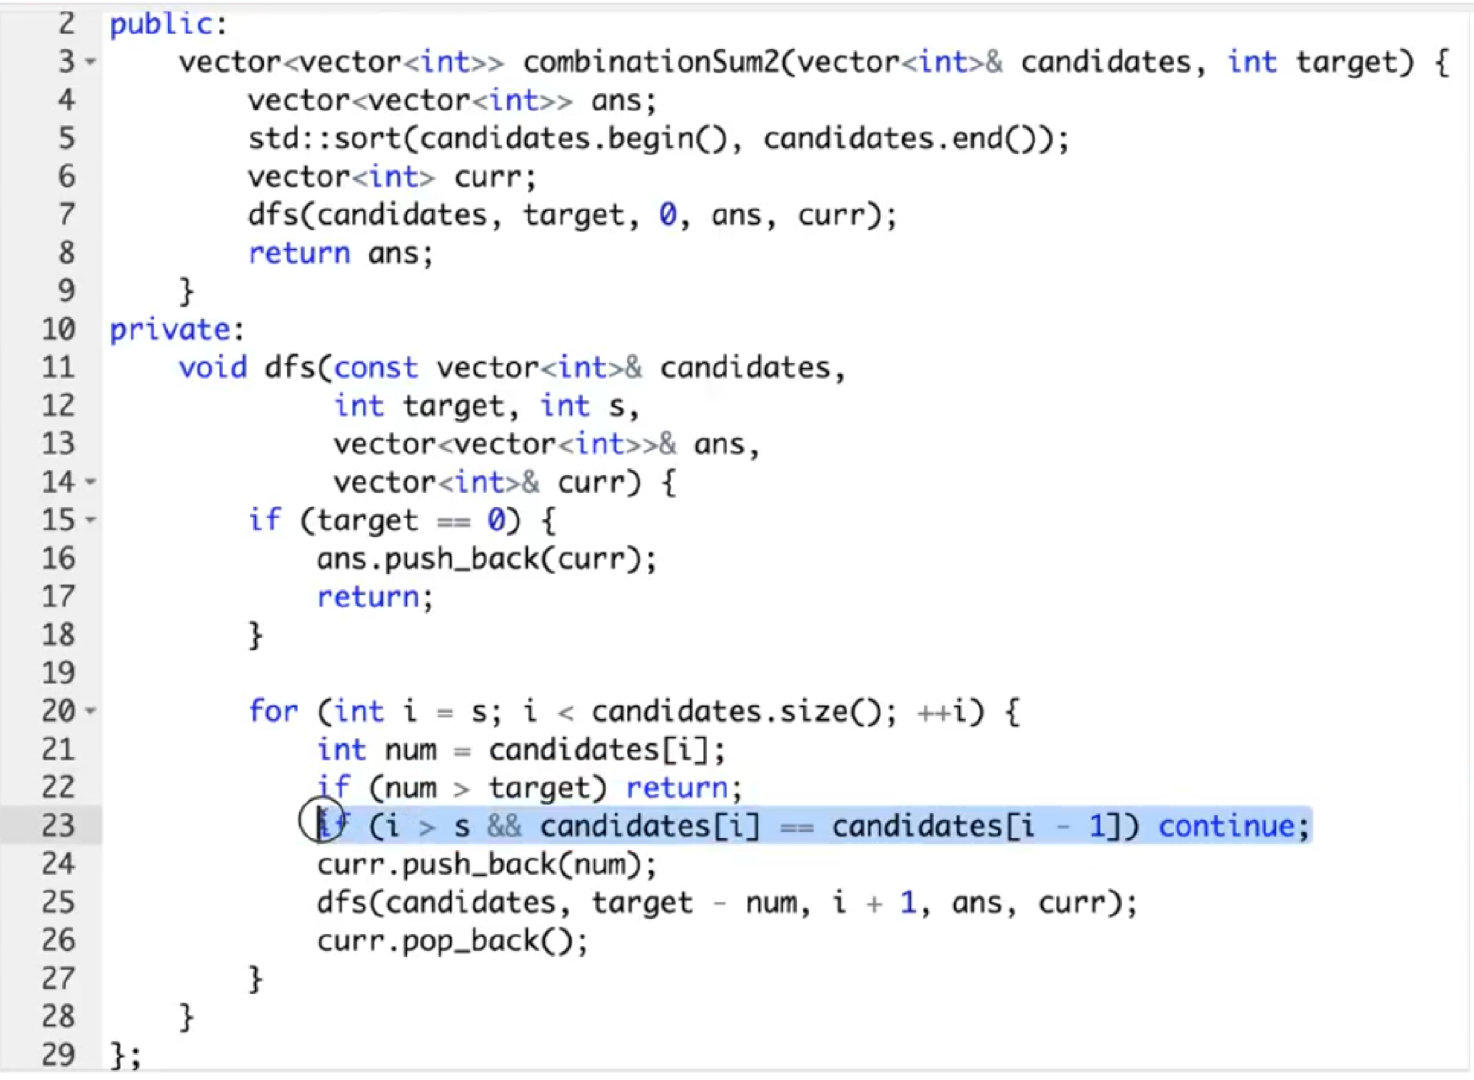 2 public:
3 vector<vector<int>> combinationSum2(vector<int>& candidates, int target) {
4 vector<vector<int>> ans;
5 std::sort(candidates.begin(), candidates.end());
6 vector<int> curr;
7 dfs(candidates, target, 0, ans, curr);
8 return ans;
9 }
10 private:
11 void dfs(const vector<int>& candidates,
12 int target, int s,
13 vector<vector<int>>& ans,
14 vector<int>& curr) {
15 if (target == 0) {
16 ans.push_back(curr);
17 return;
18 }
19
20 for (int i = s; i < candidates.size(); ++i) {
21 int num = candidates[i];
22 if (num > target) return;
23 if (i > s && candidates[i] == candidates[i - 1]) continue;
24 curr.push_back(num);
25 dfs(candidates, target - num, i + 1, ans, curr);
26 curr.pop_back();
27 }
28 }
29 };